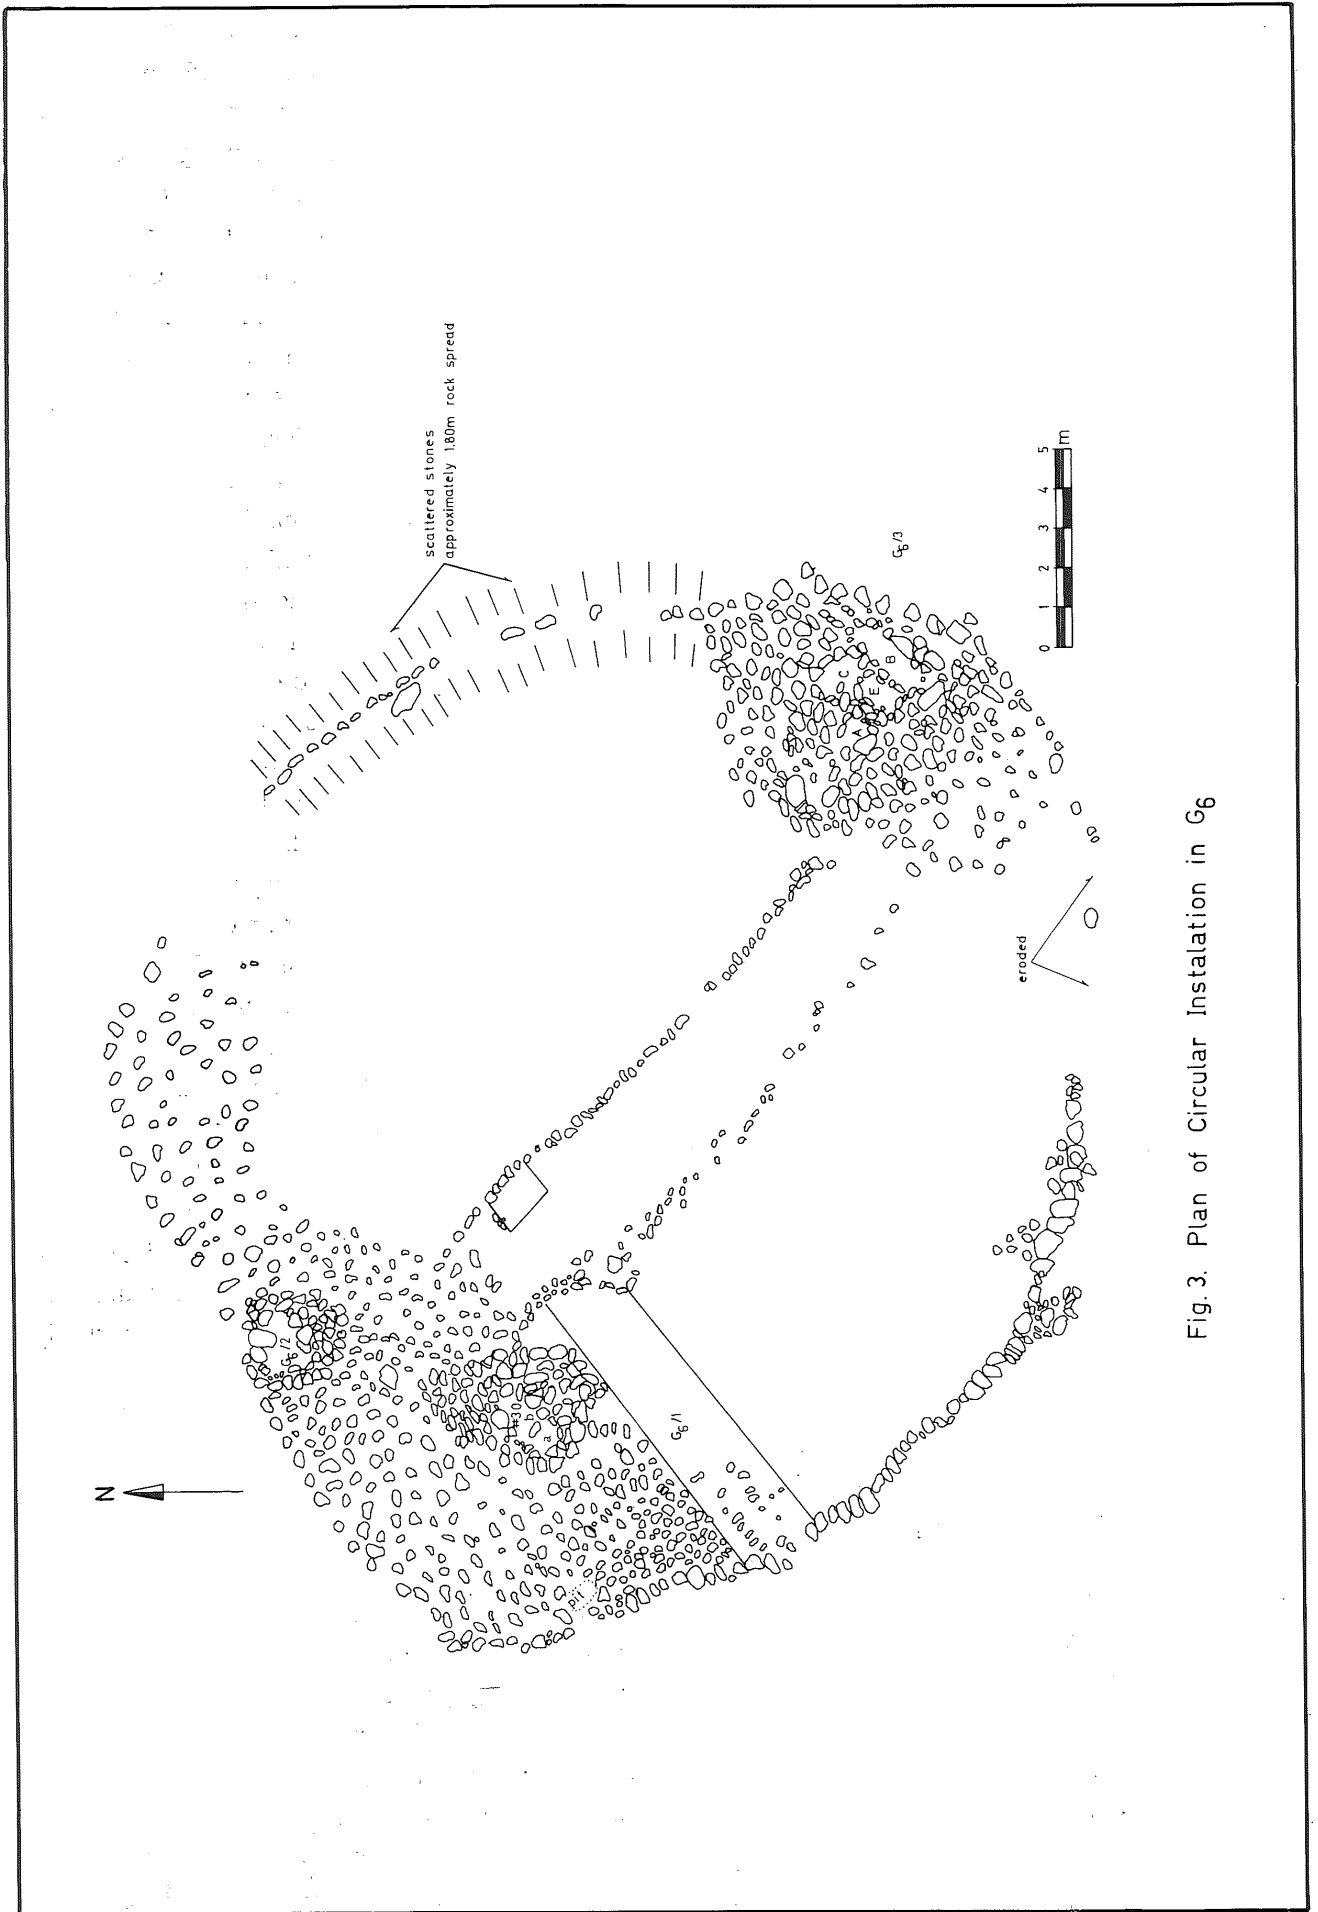 scattered stones
approximately 1.80m rock spread
N
G6/2
#30
b
a
pit
G6/1
G6/3
C
B
E
A
eroded
0 1 2 3 4 5 m
Fig. 3. Plan of Circular Instalation in G6